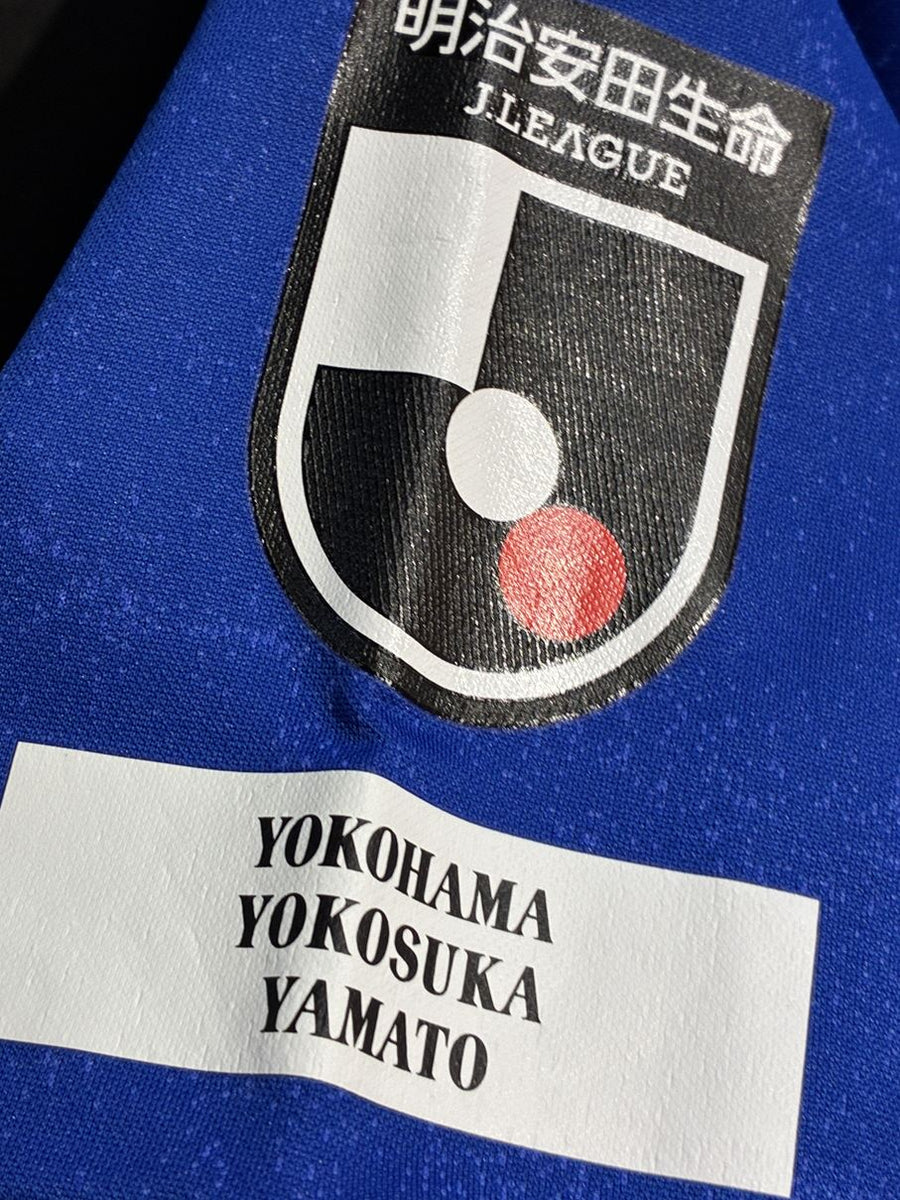 明治安田生命
J.LEAGUE
YOKOHAMA
YOKOSUKA
YAMATO